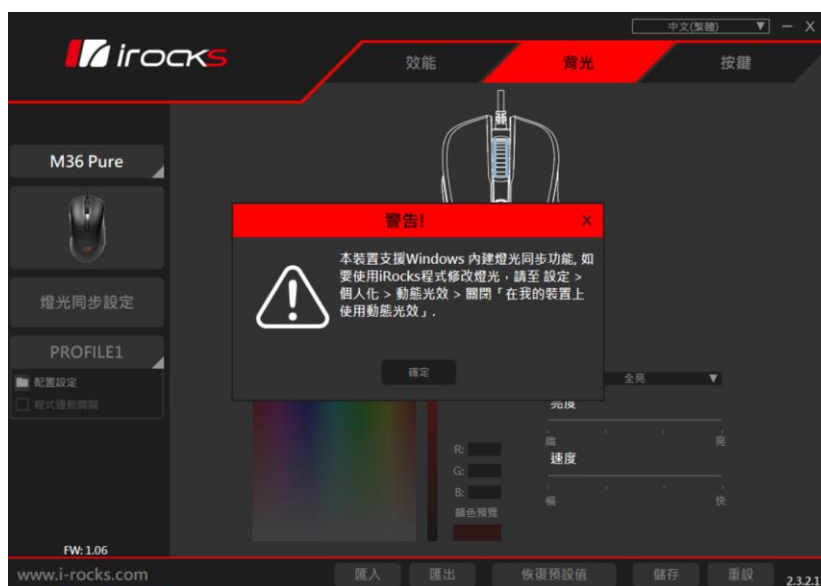 中文(繁體) ▼ — X
irocks
效能 背光 按鍵
M36 Pure
燈光同步設定
PROFILE1
配置設定
程式連動開關
警告! X
本裝置支援Windows 內建燈光同步功能, 如
要使用iRocks程式修改燈光，請至 設定 >
個人化 > 動態光效 > 關閉「在我的裝置上
使用動態光效」.
確定
全亮 ▼
亮度
暗 亮
速度
慢 快
R:
G:
B:
顏色預覽
FW: 1.06
www.i-rocks.com 匯入 匯出 恢復預設值 儲存 重設 2.3.2.1